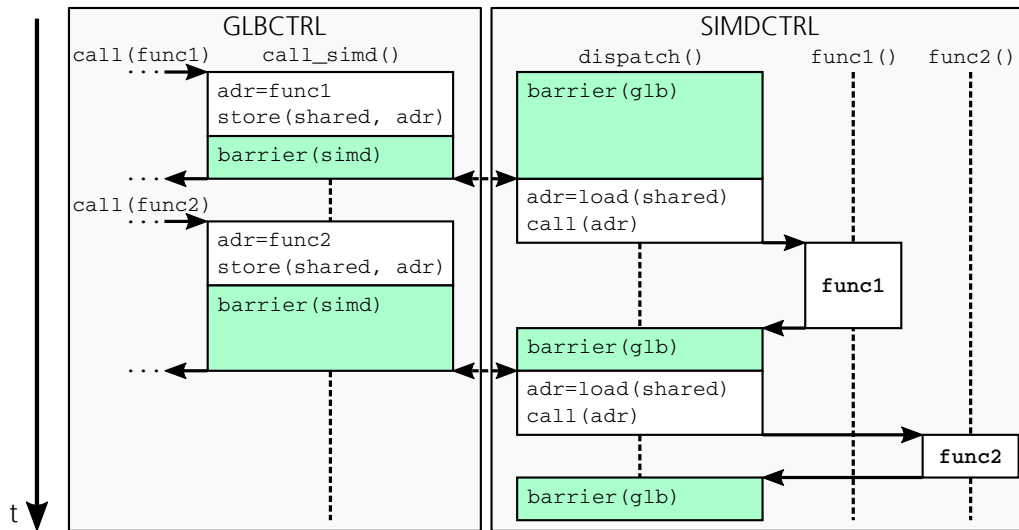 GLBCTRL
SIMDCTRL
call(func1)
call_simd()
dispatch()
func1()
func2()
...
adr=func1
store(shared, adr)
barrier(glb)
barrier(simd)
...
adr=load(shared)
call(adr)
call(func2)
...
adr=func2
store(shared, adr)
func1
barrier(simd)
barrier(glb)
...
adr=load(shared)
call(adr)
func2
barrier(glb)
t